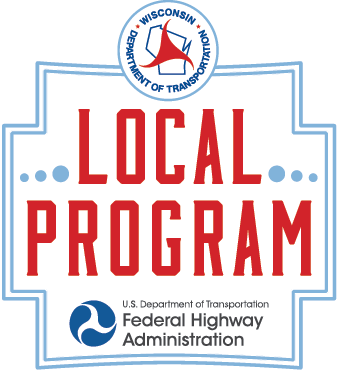 WISCONSIN
DEPARTMENT OF TRANSPORTATION
LOCAL
PROGRAM
U.S. Department of Transportation
Federal Highway
Administration